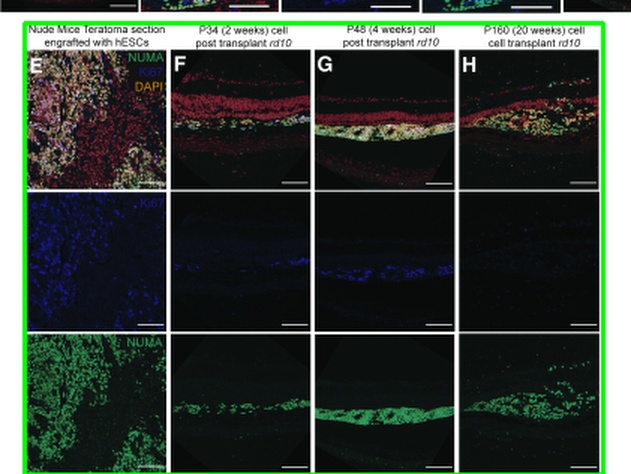 Nude Mice Teratoma section
engrafted with hESCs
P34 (2 weeks) cell
post transplant rd10
P48 (4 weeks) cell
post transplant rd10
P160 (20 weeks) cell
cell transplant rd10
E
NUMA
Ki67
DAPI
F
G
H
Ki67
NUMA